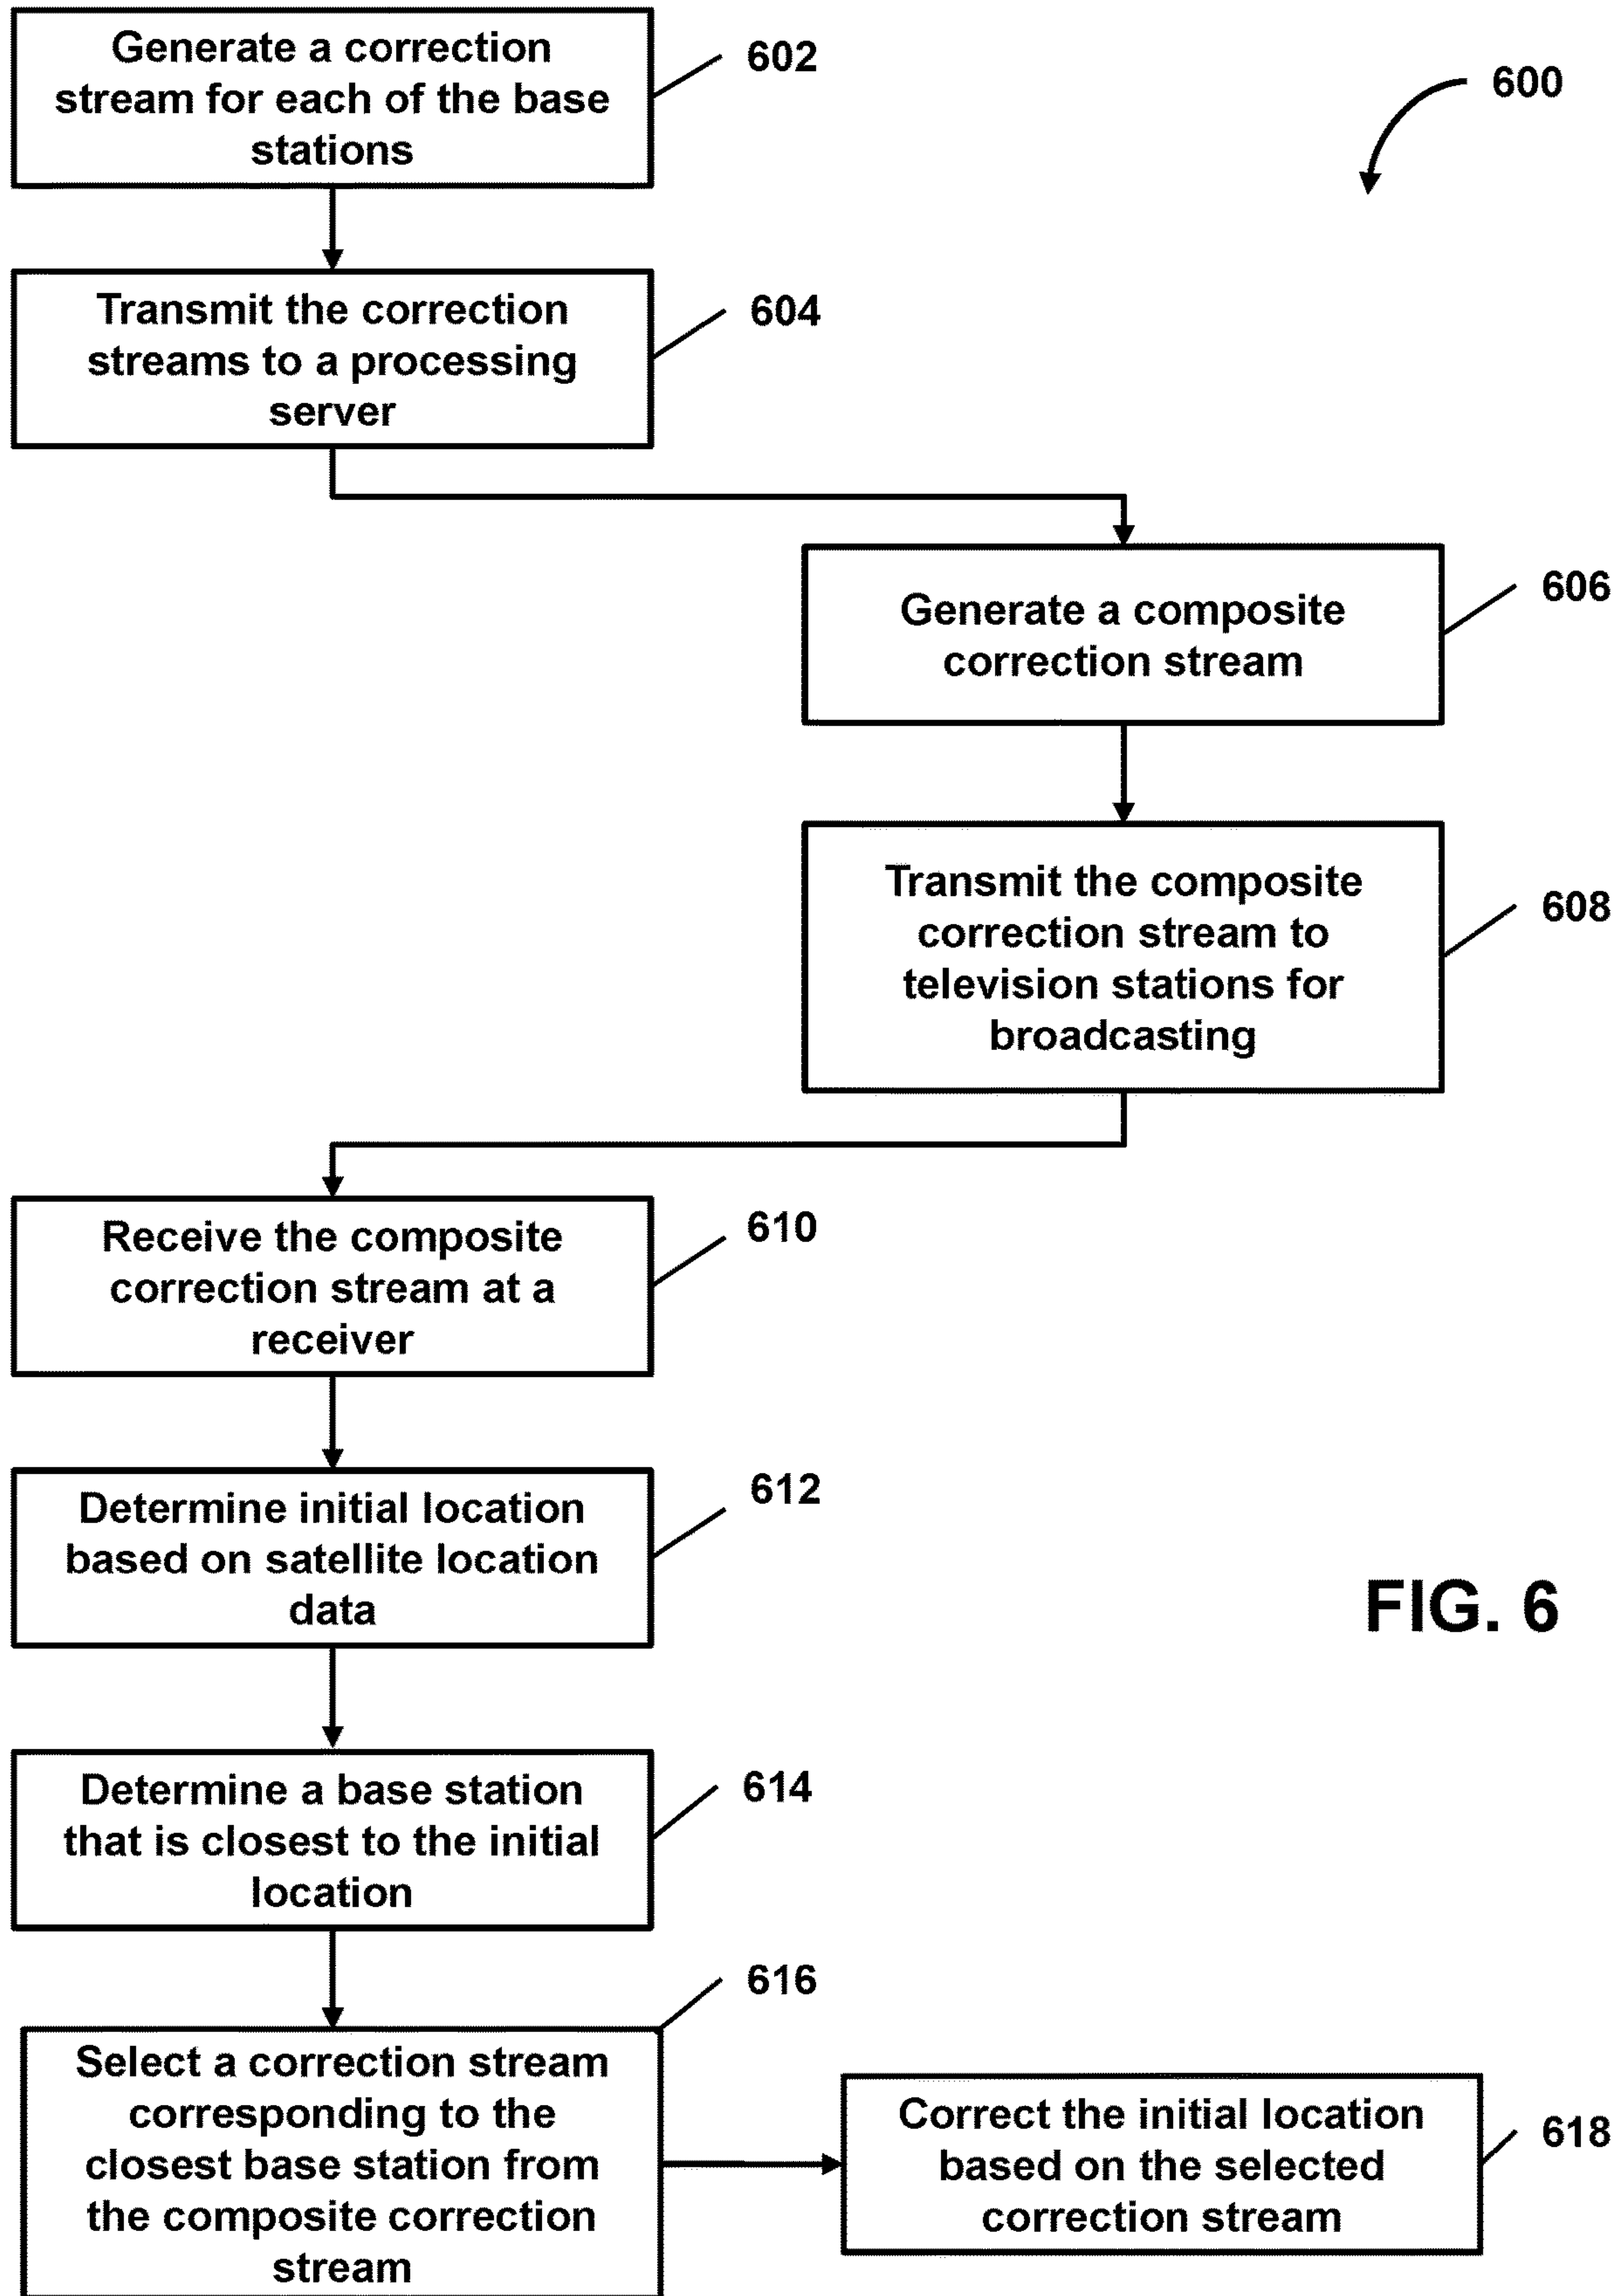 Generate a correction
stream for each of the base
stations
602
600
Transmit the correction
streams to a processing
server
604
Generate a composite
correction stream
606
Transmit the composite
correction stream to
television stations for
broadcasting
608
Receive the composite
correction stream at a
receiver
610
Determine initial location
based on satellite location
data
612
FIG. 6
Determine a base station
that is closest to the initial
location
614
Select a correction stream
corresponding to the
closest base station from
the composite correction
stream
616
Correct the initial location
based on the selected
correction stream
618